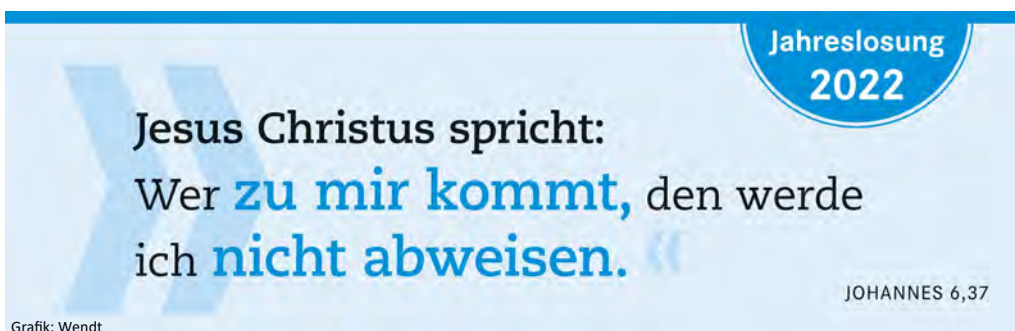 Jahreslosung
2022
» Jesus Christus spricht:
Wer zu mir kommt, den werde
ich nicht abweisen. «
JOHANNES 6,37
Grafik: Wendt